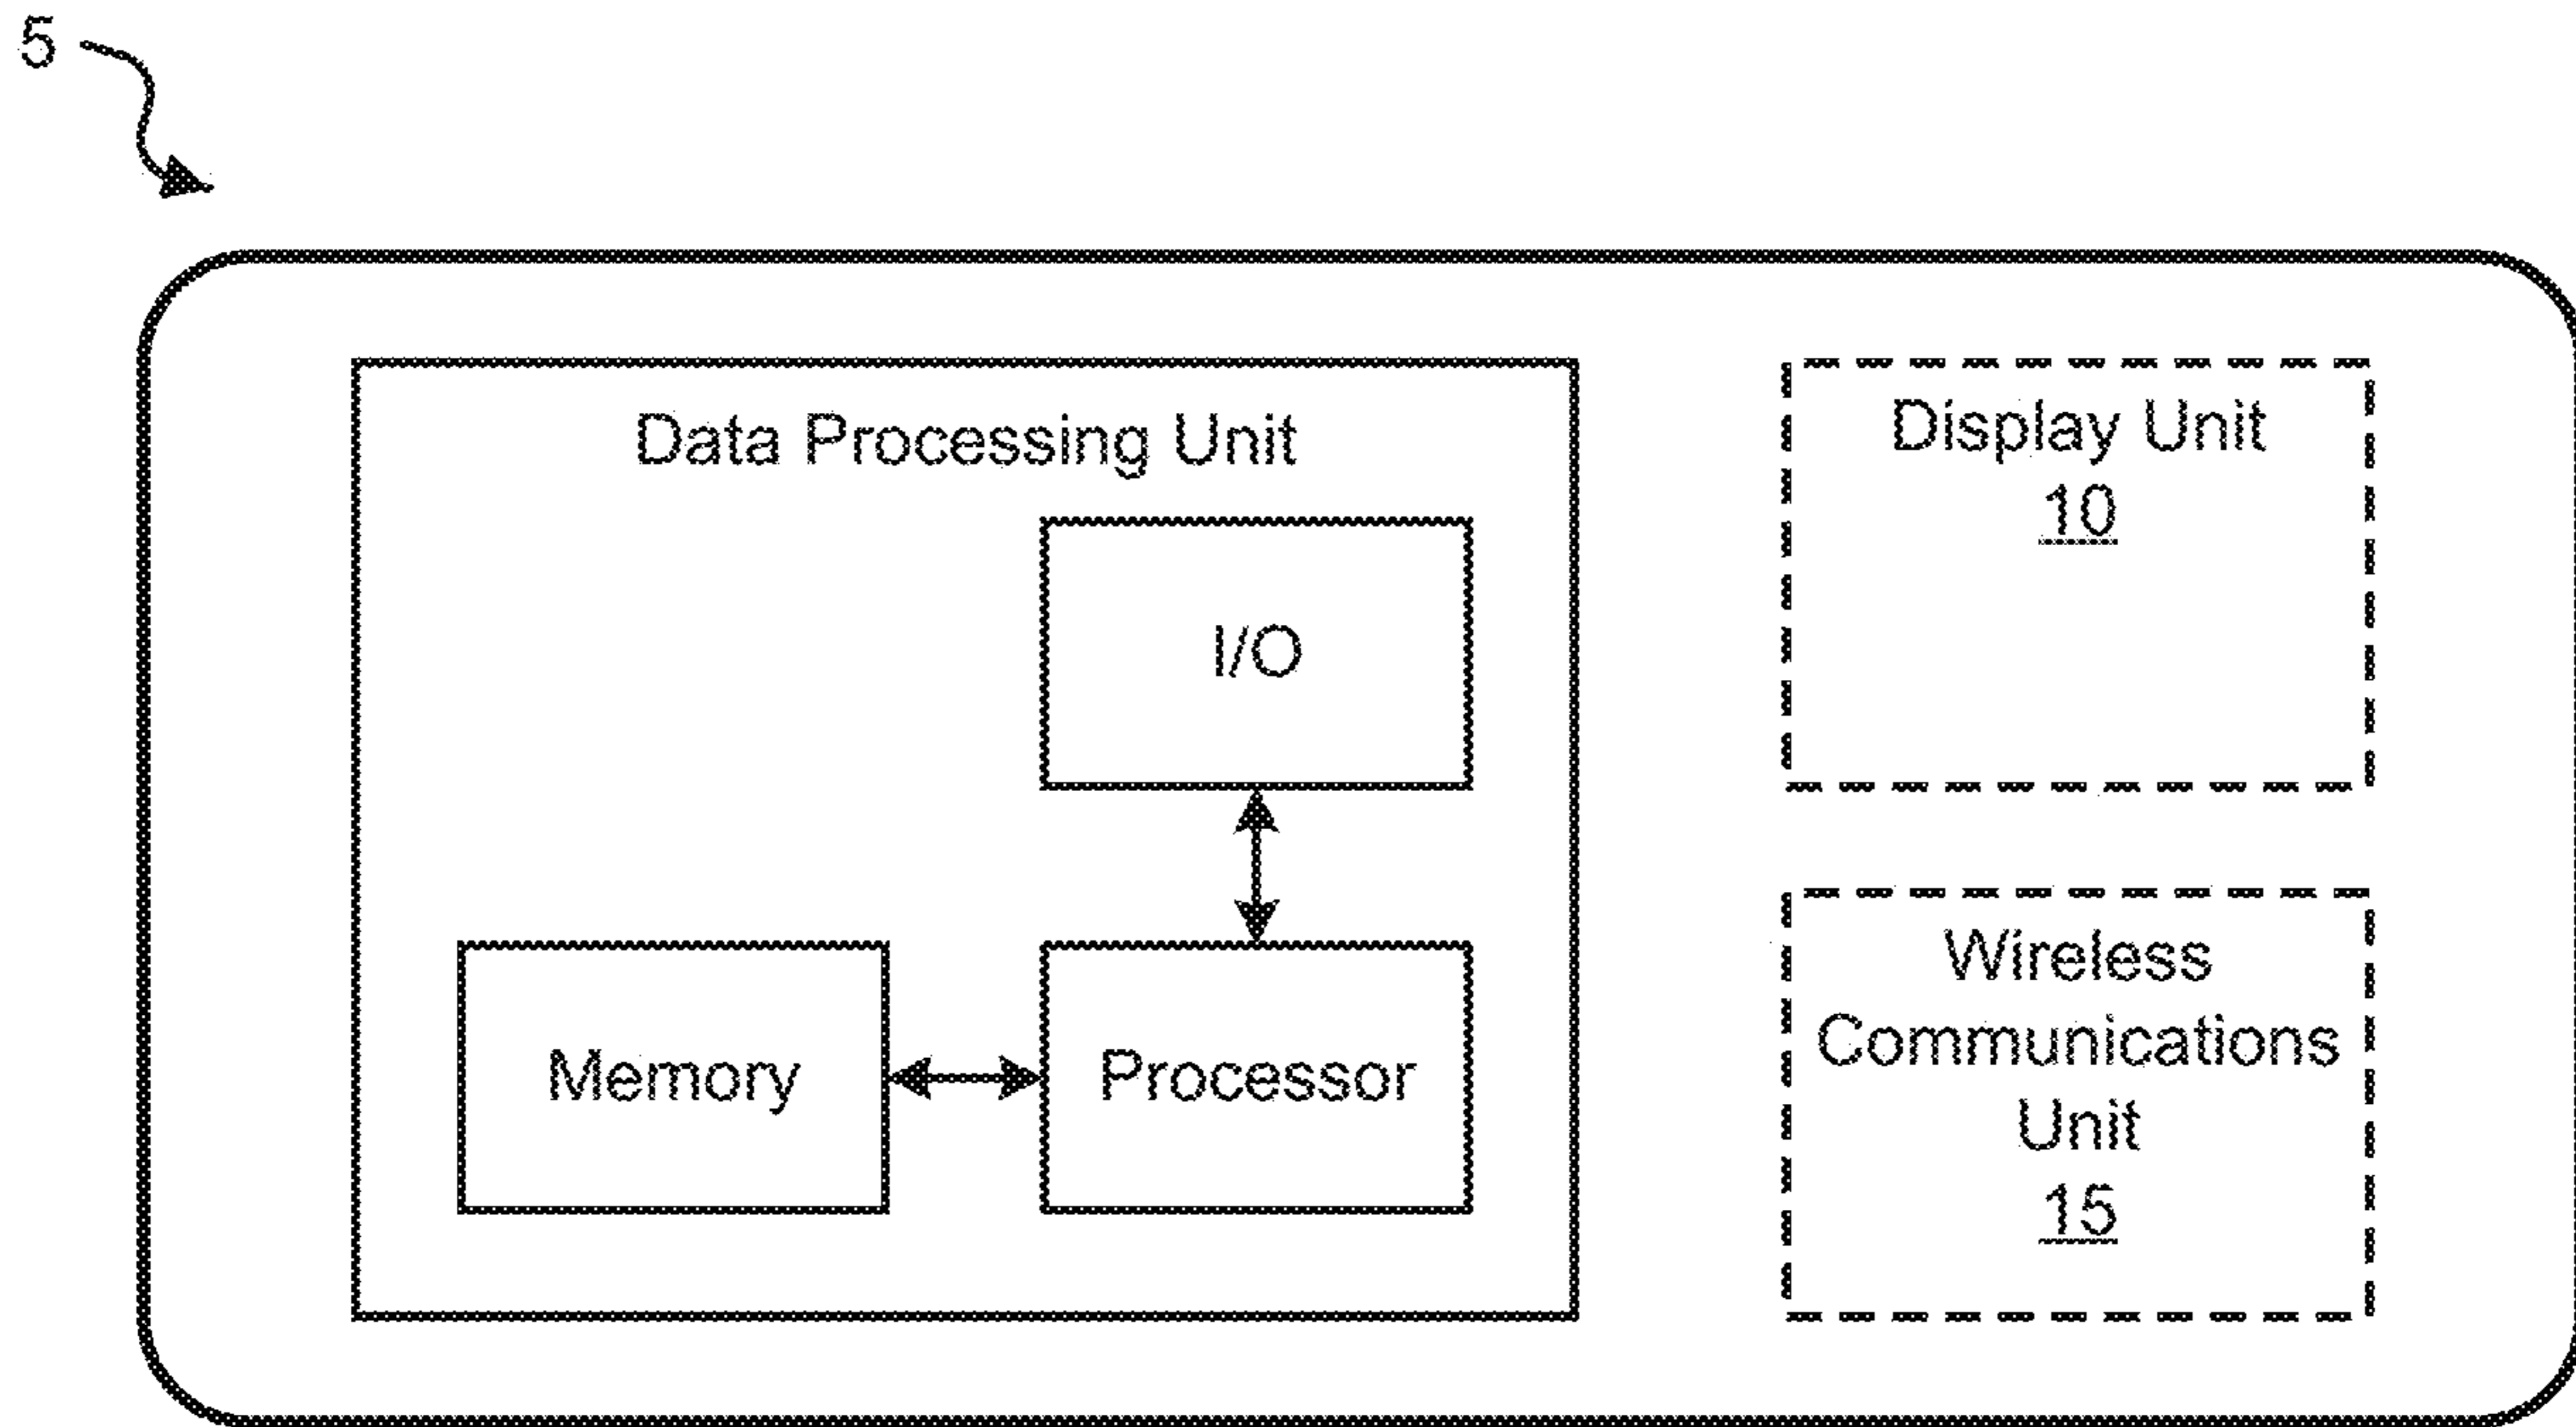 5
Data Processing Unit
I/O
Memory
Processor
Display Unit
10
Wireless
Communications
Unit
15